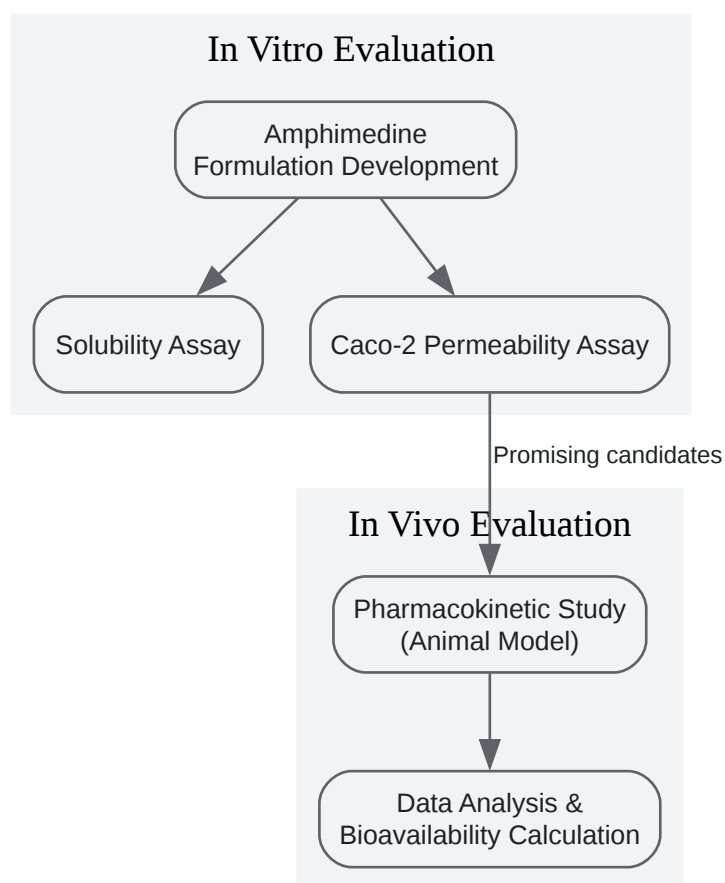 In Vitro Evaluation
Amphimedine
Formulation Development
Solubility Assay
Caco-2 Permeability Assay
Promising candidates
In Vivo Evaluation
Pharmacokinetic Study
(Animal Model)
Data Analysis &
Bioavailability Calculation